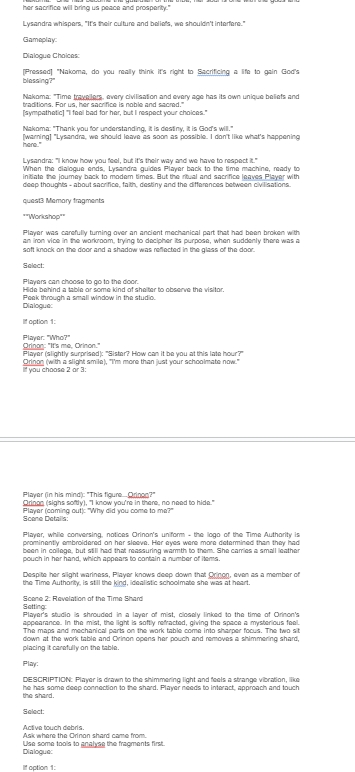 Nakoma: "She has become the guardian of the tribe, her soul is one with the gods and
her sacrifice will bring us peace and prosperity."
Lysandra whispers, "It's their culture and beliefs, we shouldn't interfere."
Gameplay:
Dialogue Choices:
[Pressed] "Nakoma, do you really think it's right to Sacrificing a life to gain God's
blessing?"
Nakoma: "Time travellers, every civilisation and every age has its own unique beliefs and
traditions. For us, her sacrifice is noble and sacred."
[sympathetic] "I feel bad for her, but I respect your choices."
Nakoma: "Thank you for understanding, it is destiny, it is God's will."
[warning] "Lysandra, we should leave as soon as possible. I don't like what's happening
here."
Lysandra: "I know how you feel, but it's their way and we have to respect it."
When the dialogue ends, Lysandra guides Player back to the time machine, ready to
initiate the journey back to modern times. But the ritual and sacrifice leaves Player with
deep thoughts - about sacrifice, faith, destiny and the differences between civilisations.
quest3 Memory fragments
**Workshop**
Player was carefully turning over an ancient mechanical part that had been broken with
an iron vice in the workroom, trying to decipher its purpose, when suddenly there was a
soft knock on the door and a shadow was reflected in the glass of the door.
Select:
Players can choose to go to the door.
Hide behind a table or some kind of shelter to observe the visitor.
Peek through a small window in the studio.
Dialogue:
If option 1:
Player: "Who?"
Orinon: "It's me, Orinon."
Player (slightly surprised): "Sister? How can it be you at this late hour?"
Orinon (with a slight smile), "I'm more than just your schoolmate now."
If you choose 2 or 3:
Player (in his mind): "This figure...Orinon?"
Orinon (sighs softly), "I know you're in there, no need to hide."
Player (coming out): "Why did you come to me?"
Scene Details:
Player, while conversing, notices Orinon's uniform - the logo of the Time Authority is
prominently embroidered on her sleeve. Her eyes were more determined than they had
been in college, but still had that reassuring warmth to them. She carries a small leather
pouch in her hand, which appears to contain a number of items.
Despite her slight wariness, Player knows deep down that Orinon, even as a member of
the Time Authority, is still the kind, idealistic schoolmate she was at heart.
Scene 2: Revelation of the Time Shard
Setting:
Player's studio is shrouded in a layer of mist, closely linked to the time of Orinon's
appearance. In the mist, the light is softly refracted, giving the space a mysterious feel.
The maps and mechanical parts on the work table come into sharper focus. The two sit
down at the work table and Orinon opens her pouch and removes a shimmering shard,
placing it carefully on the table.
Play:
DESCRIPTION: Player is drawn to the shimmering light and feels a strange vibration, like
he has some deep connection to the shard. Player needs to interact, approach and touch
the shard.
Select:
Active touch debris.
Ask where the Orinon shard came from.
Use some tools to analyse the fragments first.
Dialogue:
If option 1: